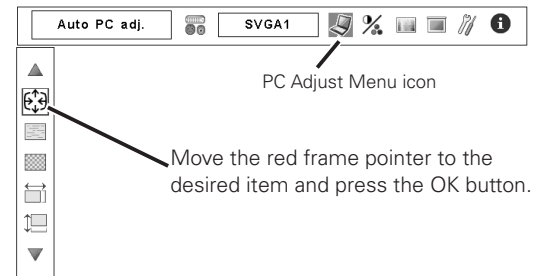 Auto PC adj. SVGA1
PC Adjust Menu icon
Move the red frame pointer to the
desired item and press the OK button.